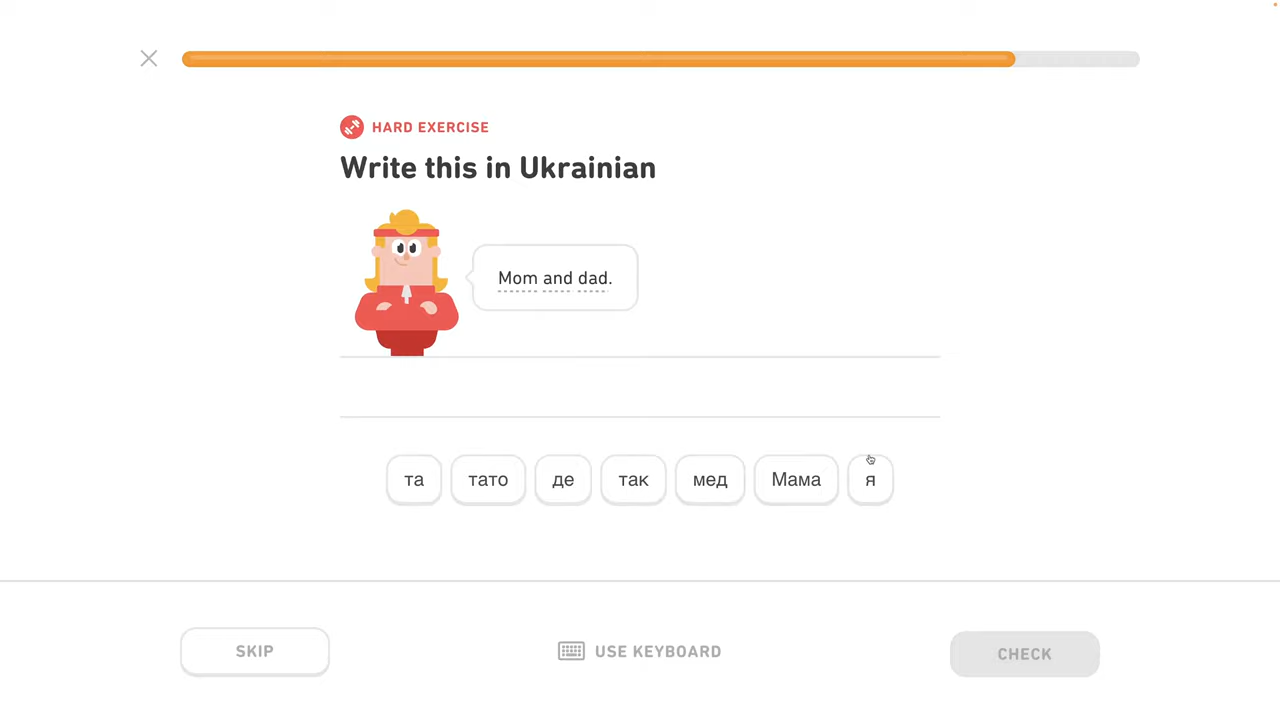 HARD EXERCISE
Write this in Ukrainian
Mom and dad.
та тато де так мед Мама я
SKIP USE KEYBOARD CHECK